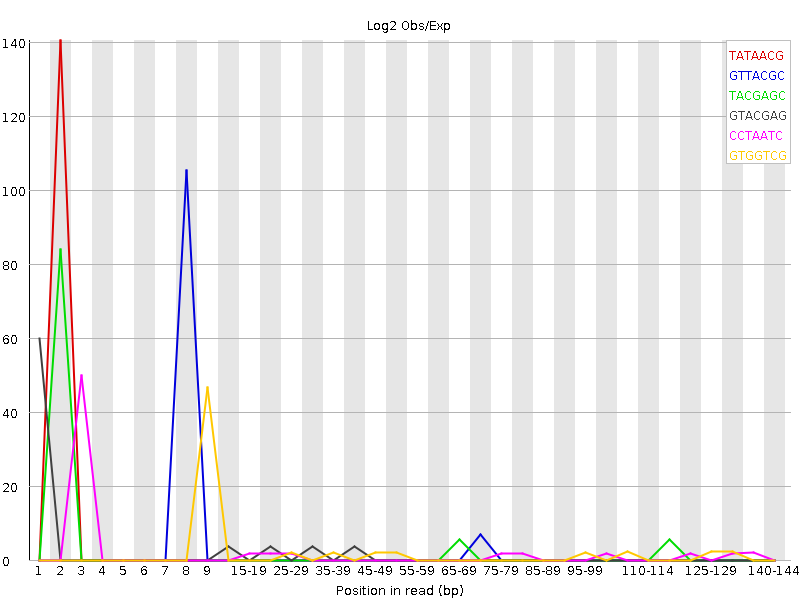 Log2 Obs/Exp
140
120
100
80
60
40
20
0
TATAACG
GTTACGC
TACGAGC
GTACGAG
CCTAATC
GTGGTCG
1 2 3 4 5 6 7 8 9 15-19 25-29 35-39 45-49 55-59 65-69 75-79 85-89 95-99 110-114 125-129 140-144
Position in read (bp)